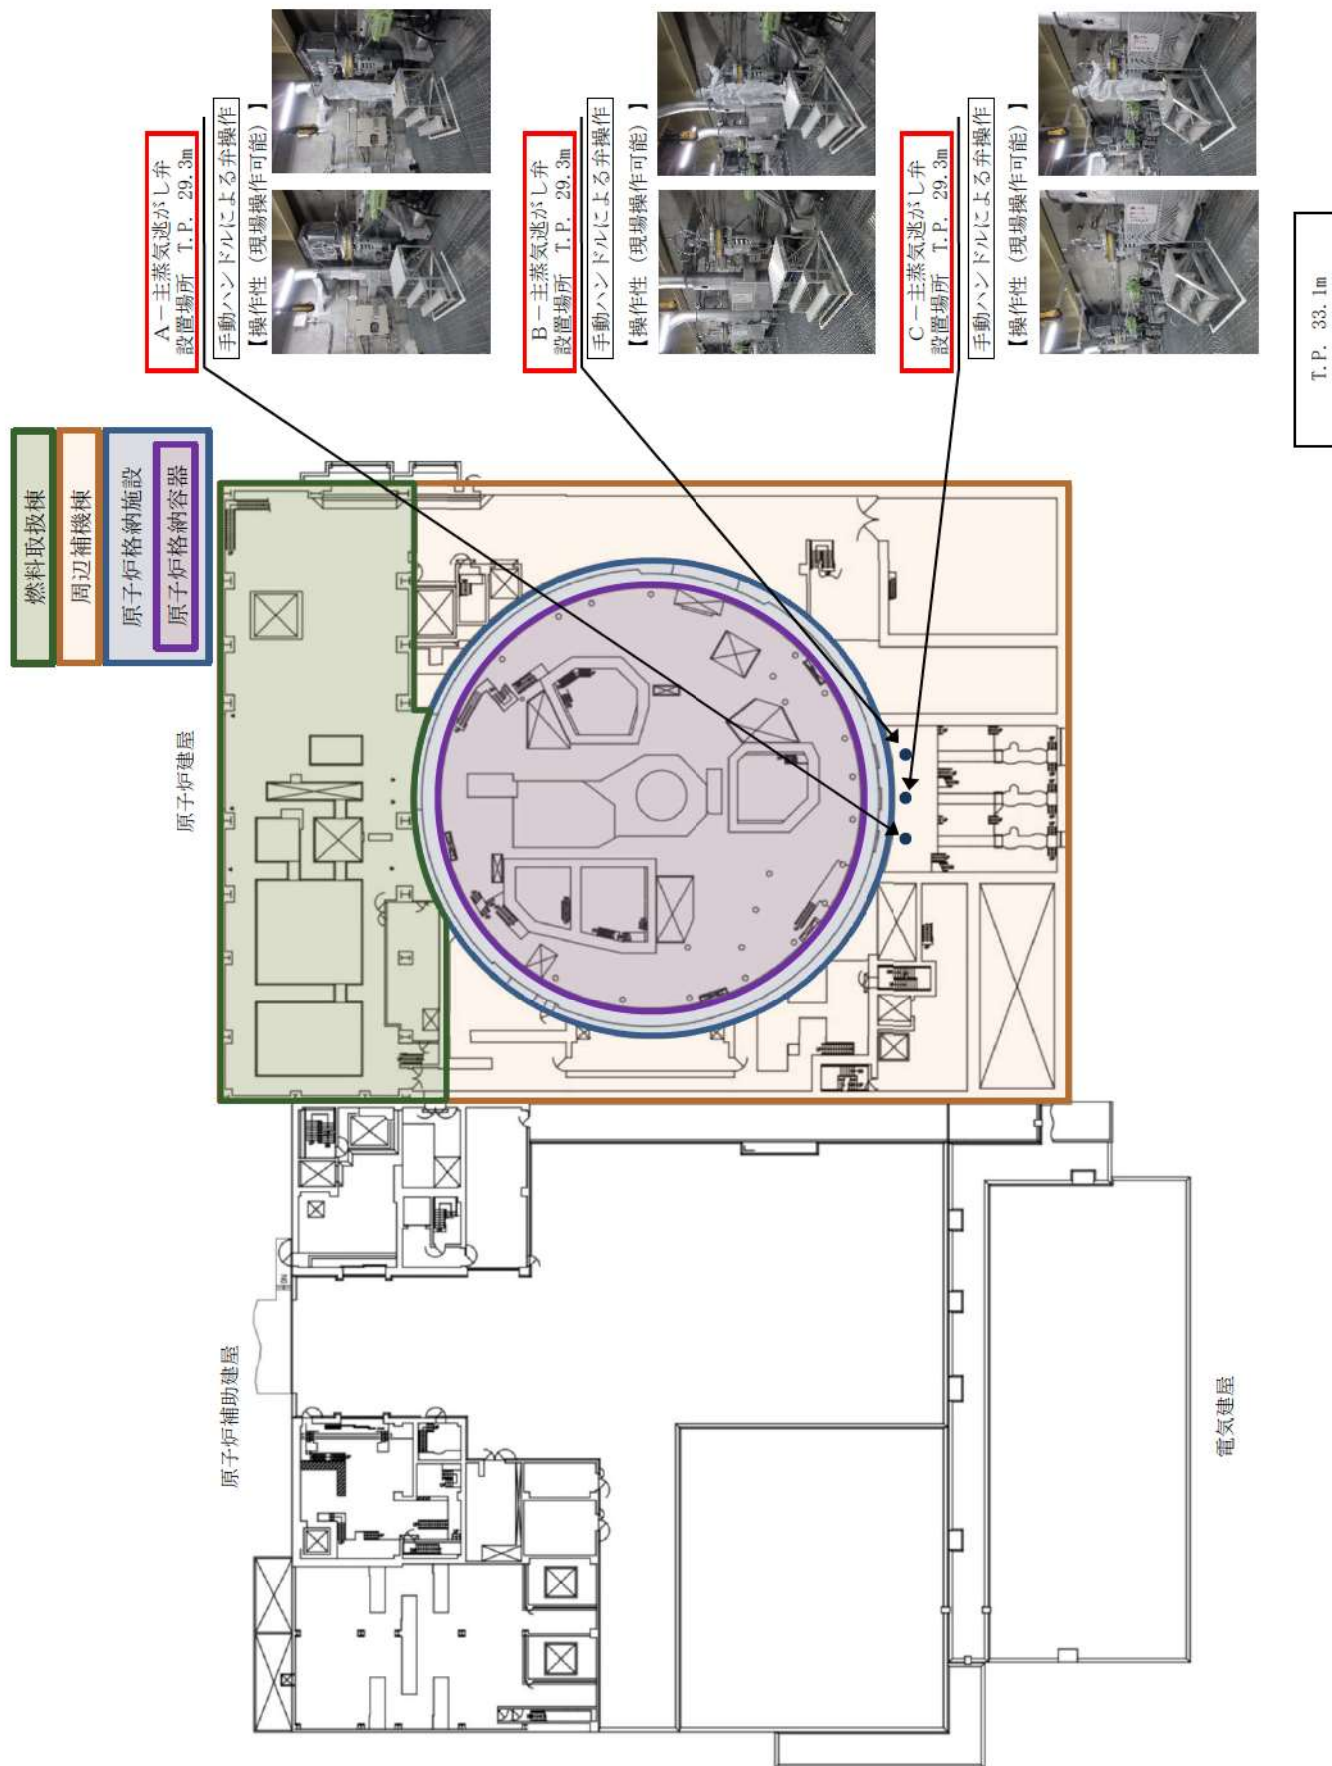 燃料取扱棟
周辺補機棟
原子炉格納施設
原子炉格納容器
原子炉建屋
原子炉補助建屋
電気建屋
A－主蒸気逃がし弁
設置場所 T.P. 29.3m
手動ハンドルによる弁操作
【操作性（現場操作可能）】
B－主蒸気逃がし弁
設置場所 T.P. 29.3m
手動ハンドルによる弁操作
【操作性（現場操作可能）】
C－主蒸気逃がし弁
設置場所 T.P. 29.3m
手動ハンドルによる弁操作
【操作性（現場操作可能）】
T.P. 33.1m